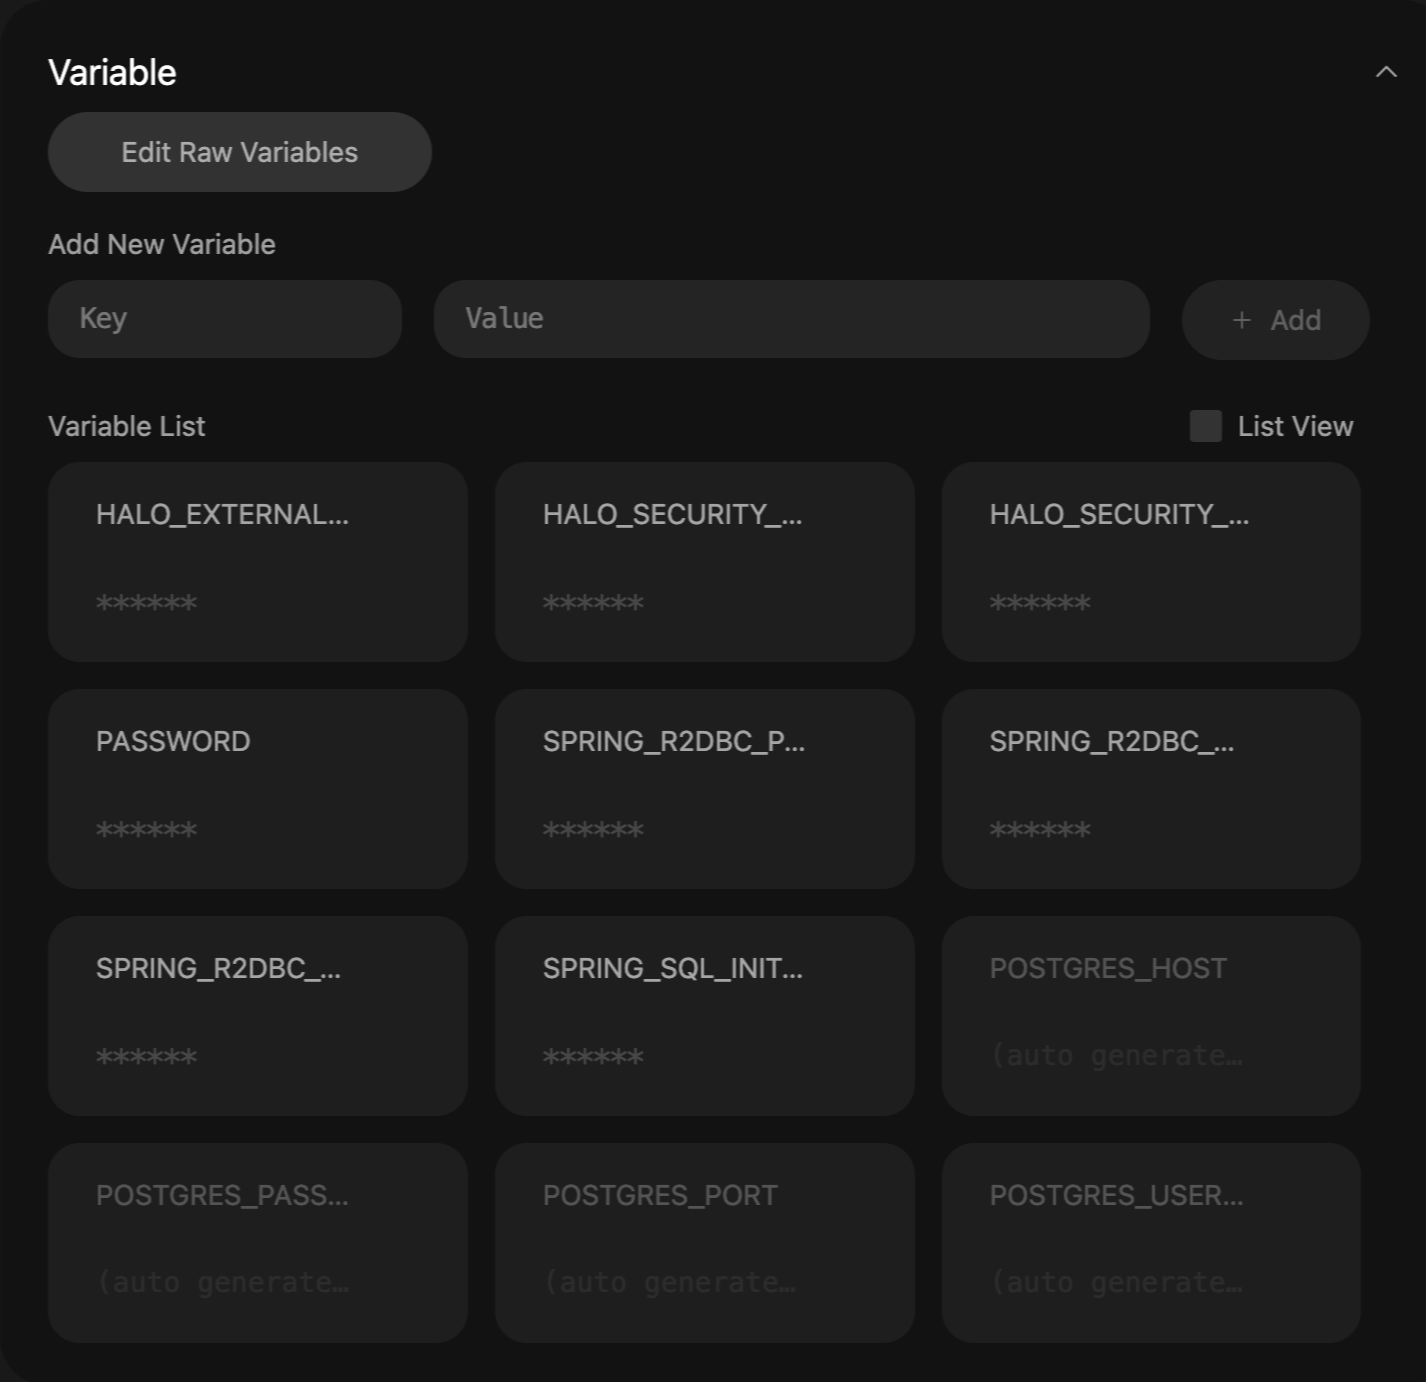 Variable
Edit Raw Variables
Add New Variable
Key
Value
+ Add
Variable List
List View
HALO_EXTERNAL...
HALO_SECURITY_...
HALO_SECURITY_...
******
******
******
PASSWORD
SPRING_R2DBC_P...
SPRING_R2DBC_...
******
******
******
SPRING_R2DBC_...
SPRING_SQL_INIT...
POSTGRES_HOST
******
******
(auto generate…
POSTGRES_PASS...
POSTGRES_PORT
POSTGRES_USER...
(auto generate…
(auto generate…
(auto generate…